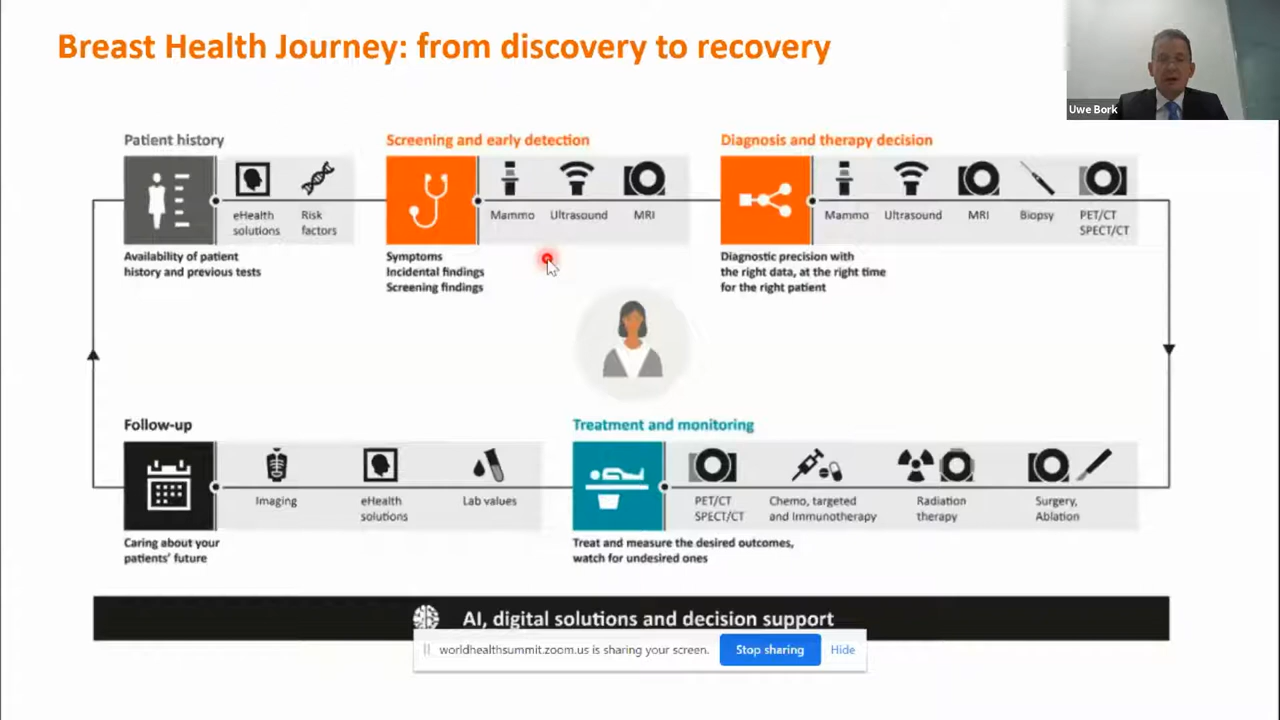 Breast Health Journey: from discovery to recovery
Uwe Bork
Patient history
eHealth
solutions
Risk
factors
Availability of patient
history and previous tests
Screening and early detection
Mammo
Ultrasound
MRI
Symptoms
Incidental findings
Screening findings
Diagnosis and therapy decision
Mammo
Ultrasound
MRI
Biopsy
PET/CT
SPECT/CT
Diagnostic precision with
the right data, at the right time
for the right patient
Follow-up
Imaging
eHealth
solutions
Lab values
Caring about your
patients' future
Treatment and monitoring
PET/CT
SPECT/CT
Chemo, targeted
and Immunotherapy
Radiation
therapy
Surgery,
Ablation
Treat and measure the desired outcomes,
watch for undesired ones
AI, digital solutions and decision support
worldhealthsummit.zoom.us is sharing your screen.
Stop sharing
Hide